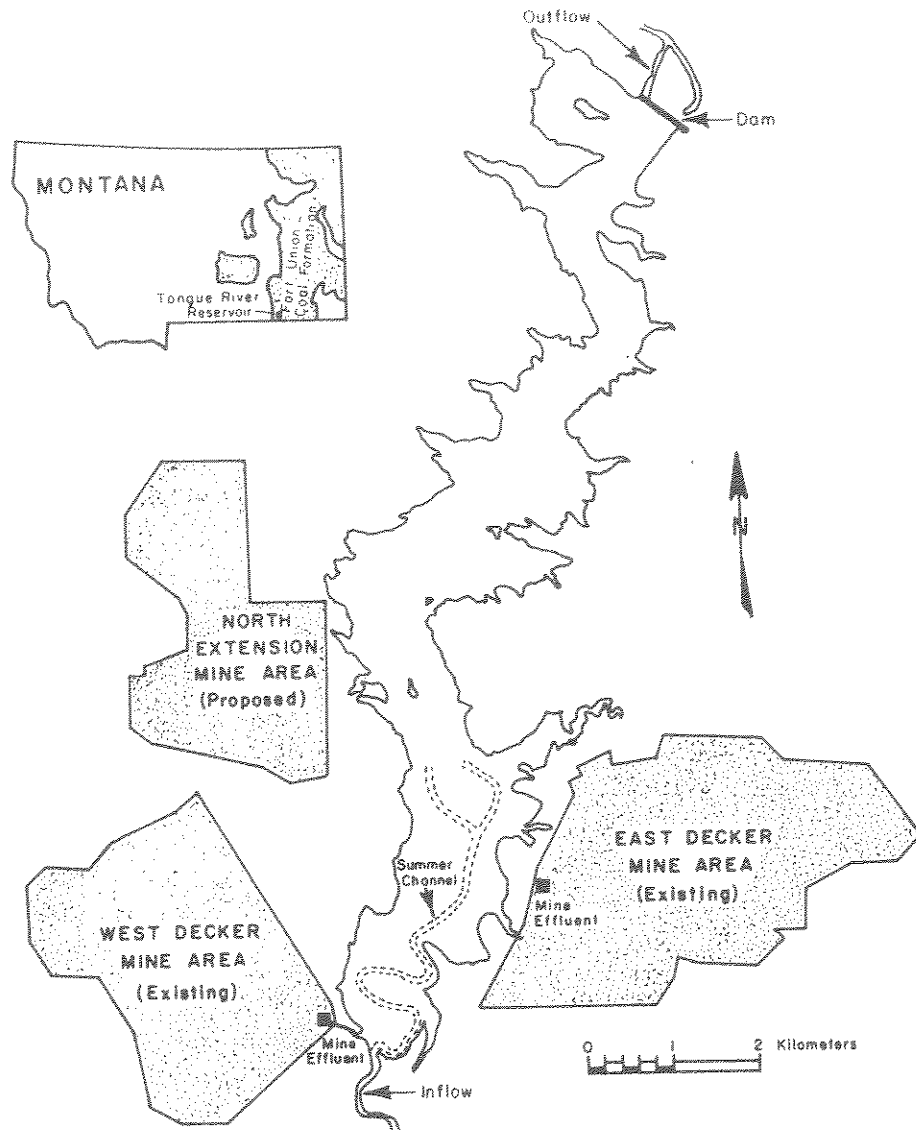 Outflow
Dam
MONTANA
Tongue River
Reservoir
Fort Union
Coal Formation
N
NORTH
EXTENSION
MINE AREA
(Proposed)
EAST DECKER
MINE AREA
(Existing)
Summer
Channel
Mine
Effluent
WEST DECKER
MINE AREA
(Existing)
Mine
Effluent
0 1 2 Kilometers
Inflow